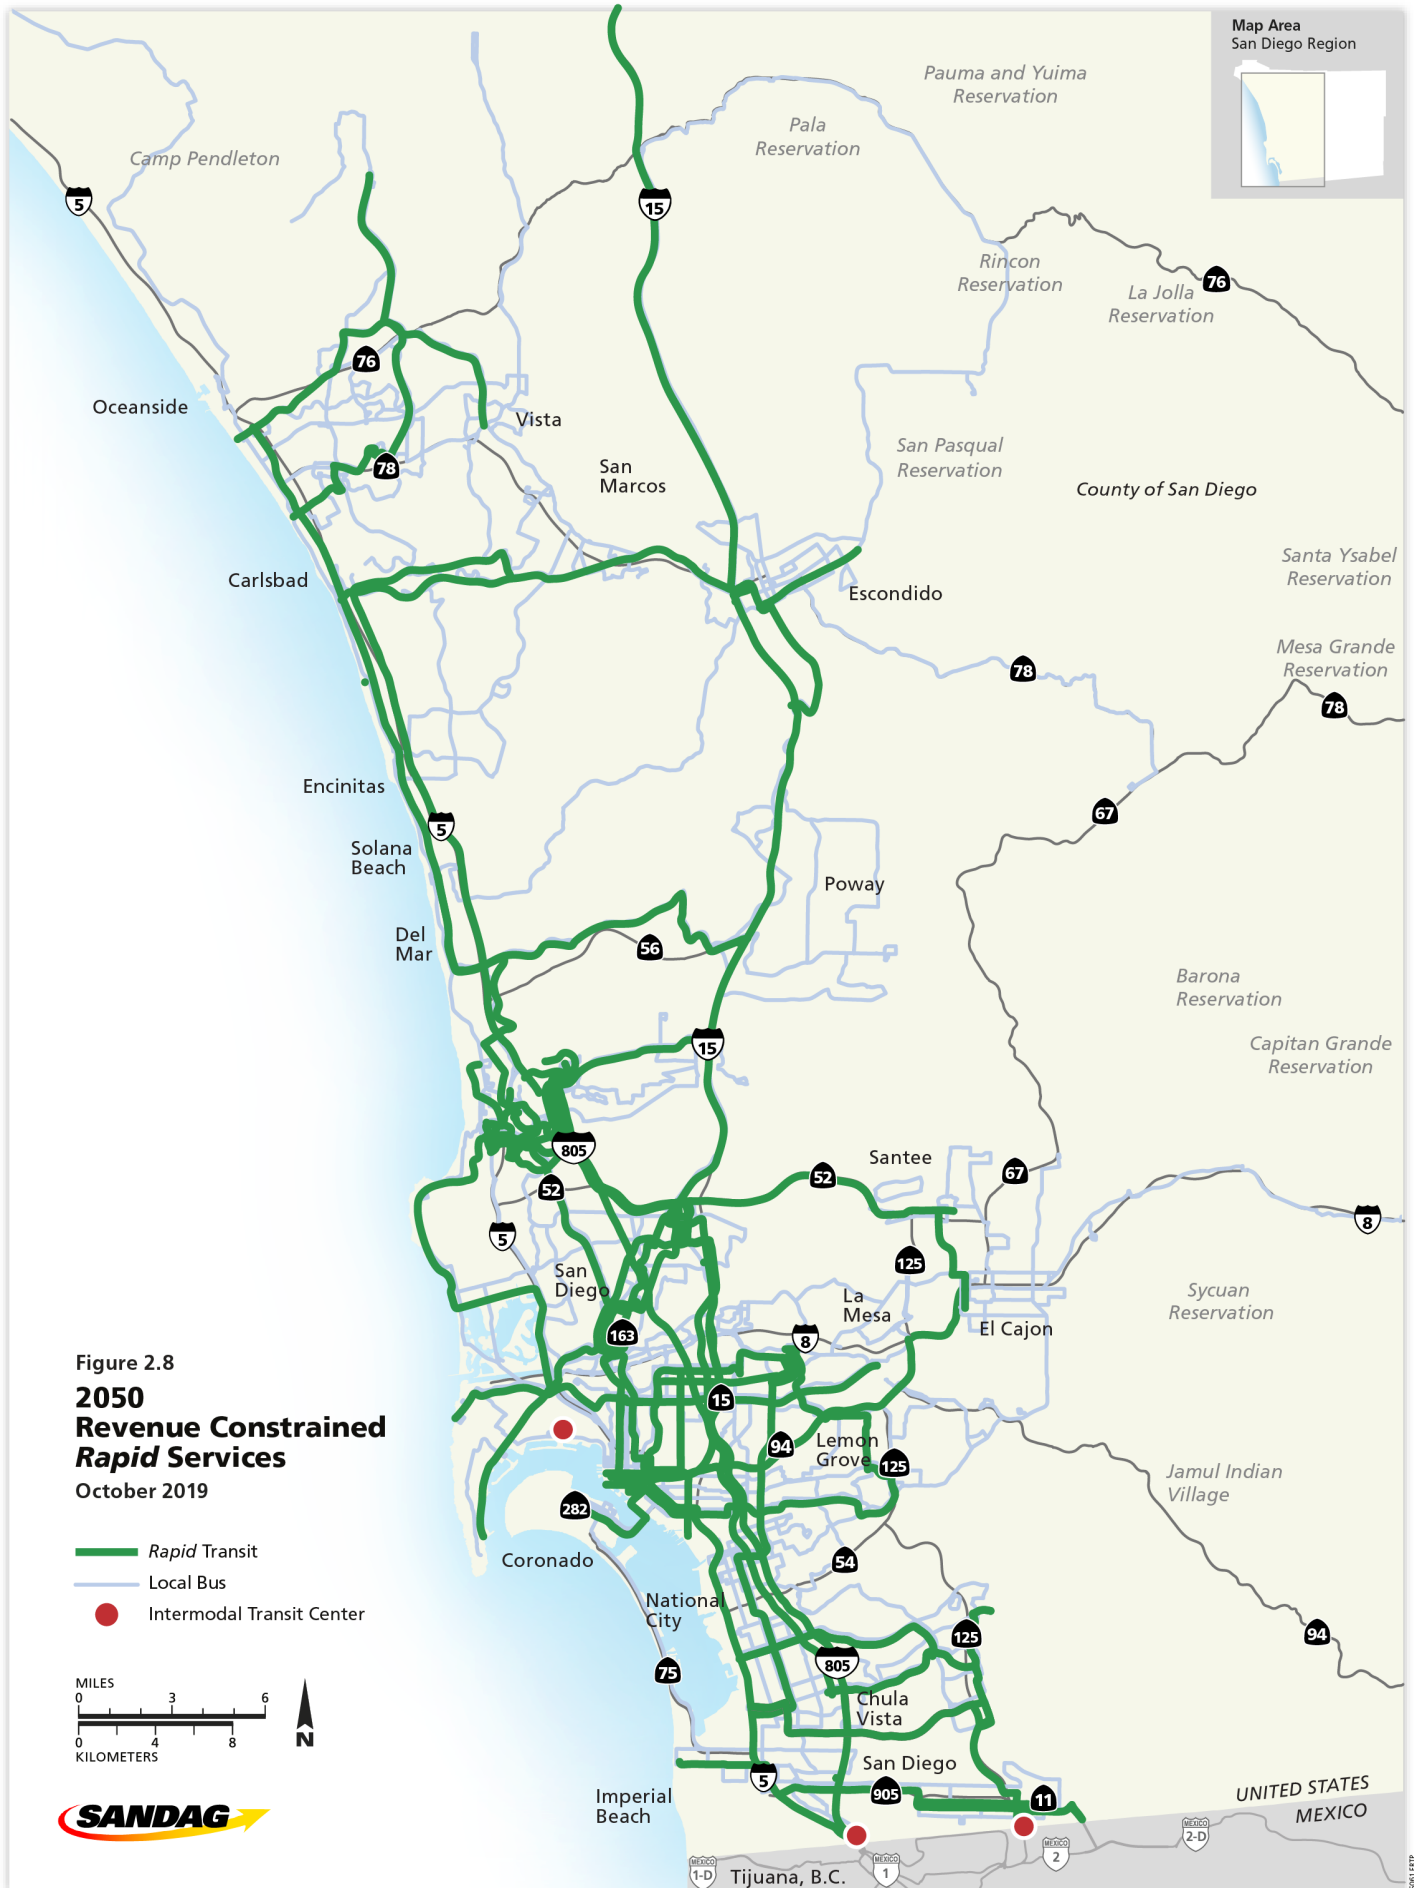 Map Area
San Diego Region
Pauma and Yuima
Reservation
Pala
Reservation
Camp Pendleton
5
15
Rincon
Reservation
76
La Jolla
Reservation
76
Oceanside
Vista
San
Marcos
78
San Pasqual
Reservation
County of San Diego
Santa Ysabel
Reservation
Carlsbad
Escondido
Mesa Grande
Reservation
78
78
Encinitas
67
5
Solana
Beach
Poway
Del
Mar
56
Barona
Reservation
15
Capitan Grande
Reservation
805
Santee
52
67
52
5
8
125
San
Diego
La
Mesa
Sycuan
Reservation
163
8
El Cajon
Figure 2.8
2050
Revenue Constrained
Rapid Services
October 2019
15
94
Lemon
Grove
125
Jamul Indian
Village
282
Rapid Transit
Local Bus
Intermodal Transit Center
Coronado
54
National
City
125
94
805
75
MILES
0 3 6
0 4 8
KILOMETERS
N
Chula
Vista
San Diego
5
905
11
Imperial
Beach
UNITED STATES
MEXICO
SANDAG
MEXICO
2-D
MEXICO
2
MEXICO
1-D
Tijuana, B.C.
MEXICO
1